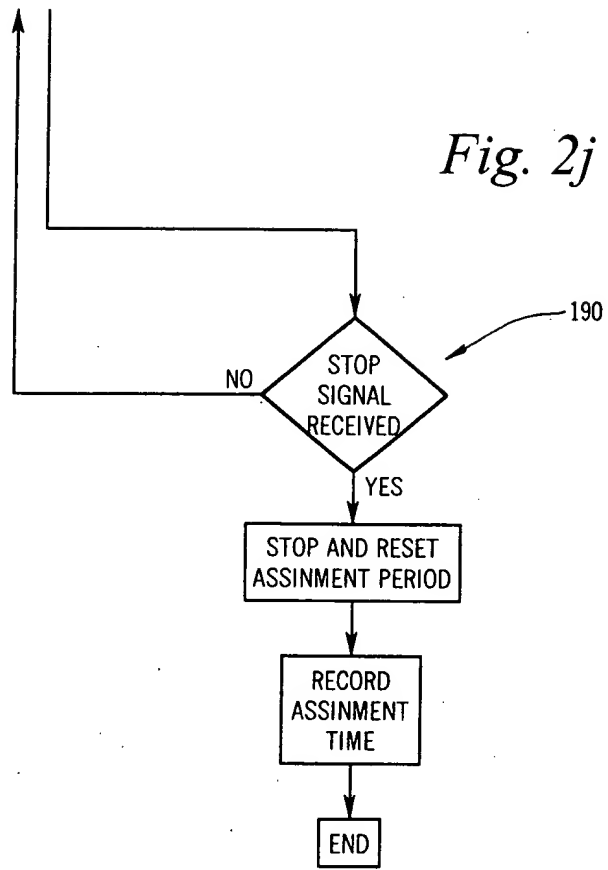 Fig. 2j
190
STOP
SIGNAL
RECEIVED
NO
YES
STOP AND RESET
ASSINMENT PERIOD
RECORD
ASSINMENT
TIME
END